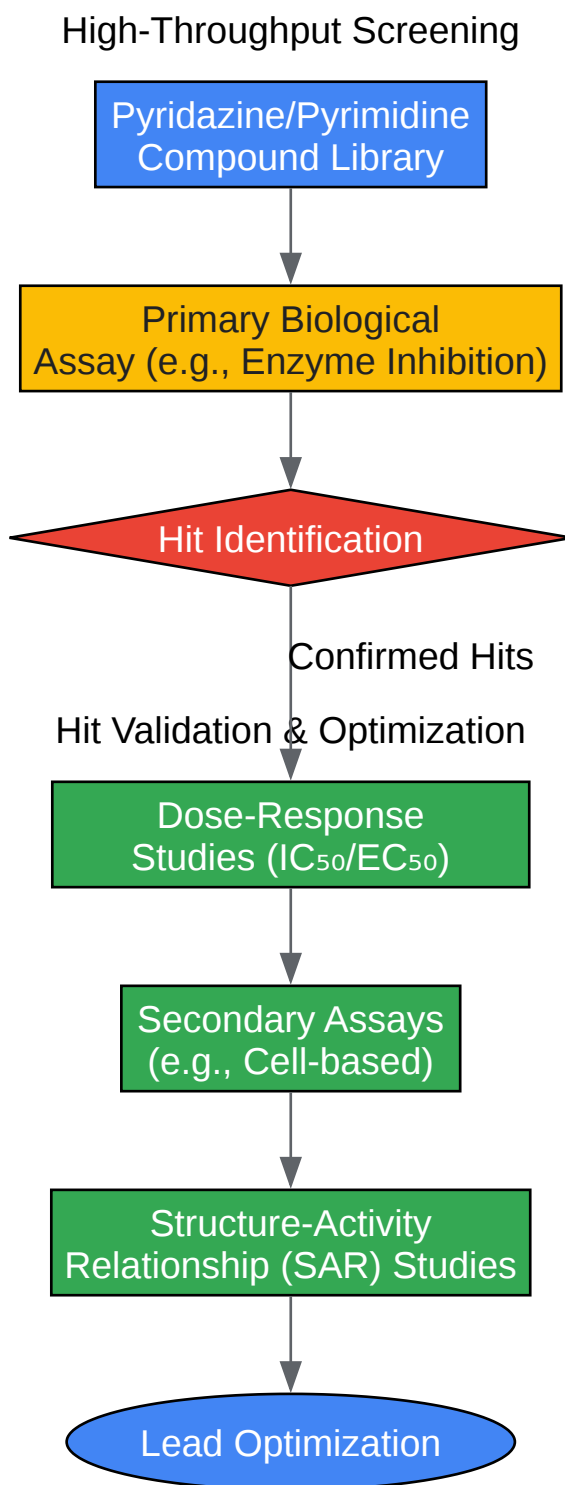 High-Throughput Screening
Pyridazine/Pyrimidine
Compound Library
Primary Biological
Assay (e.g., Enzyme Inhibition)
Hit Identification
Confirmed Hits
Hit Validation & Optimization
Dose-Response
Studies (IC₅₀/EC₅₀)
Secondary Assays
(e.g., Cell-based)
Structure-Activity
Relationship (SAR) Studies
Lead Optimization